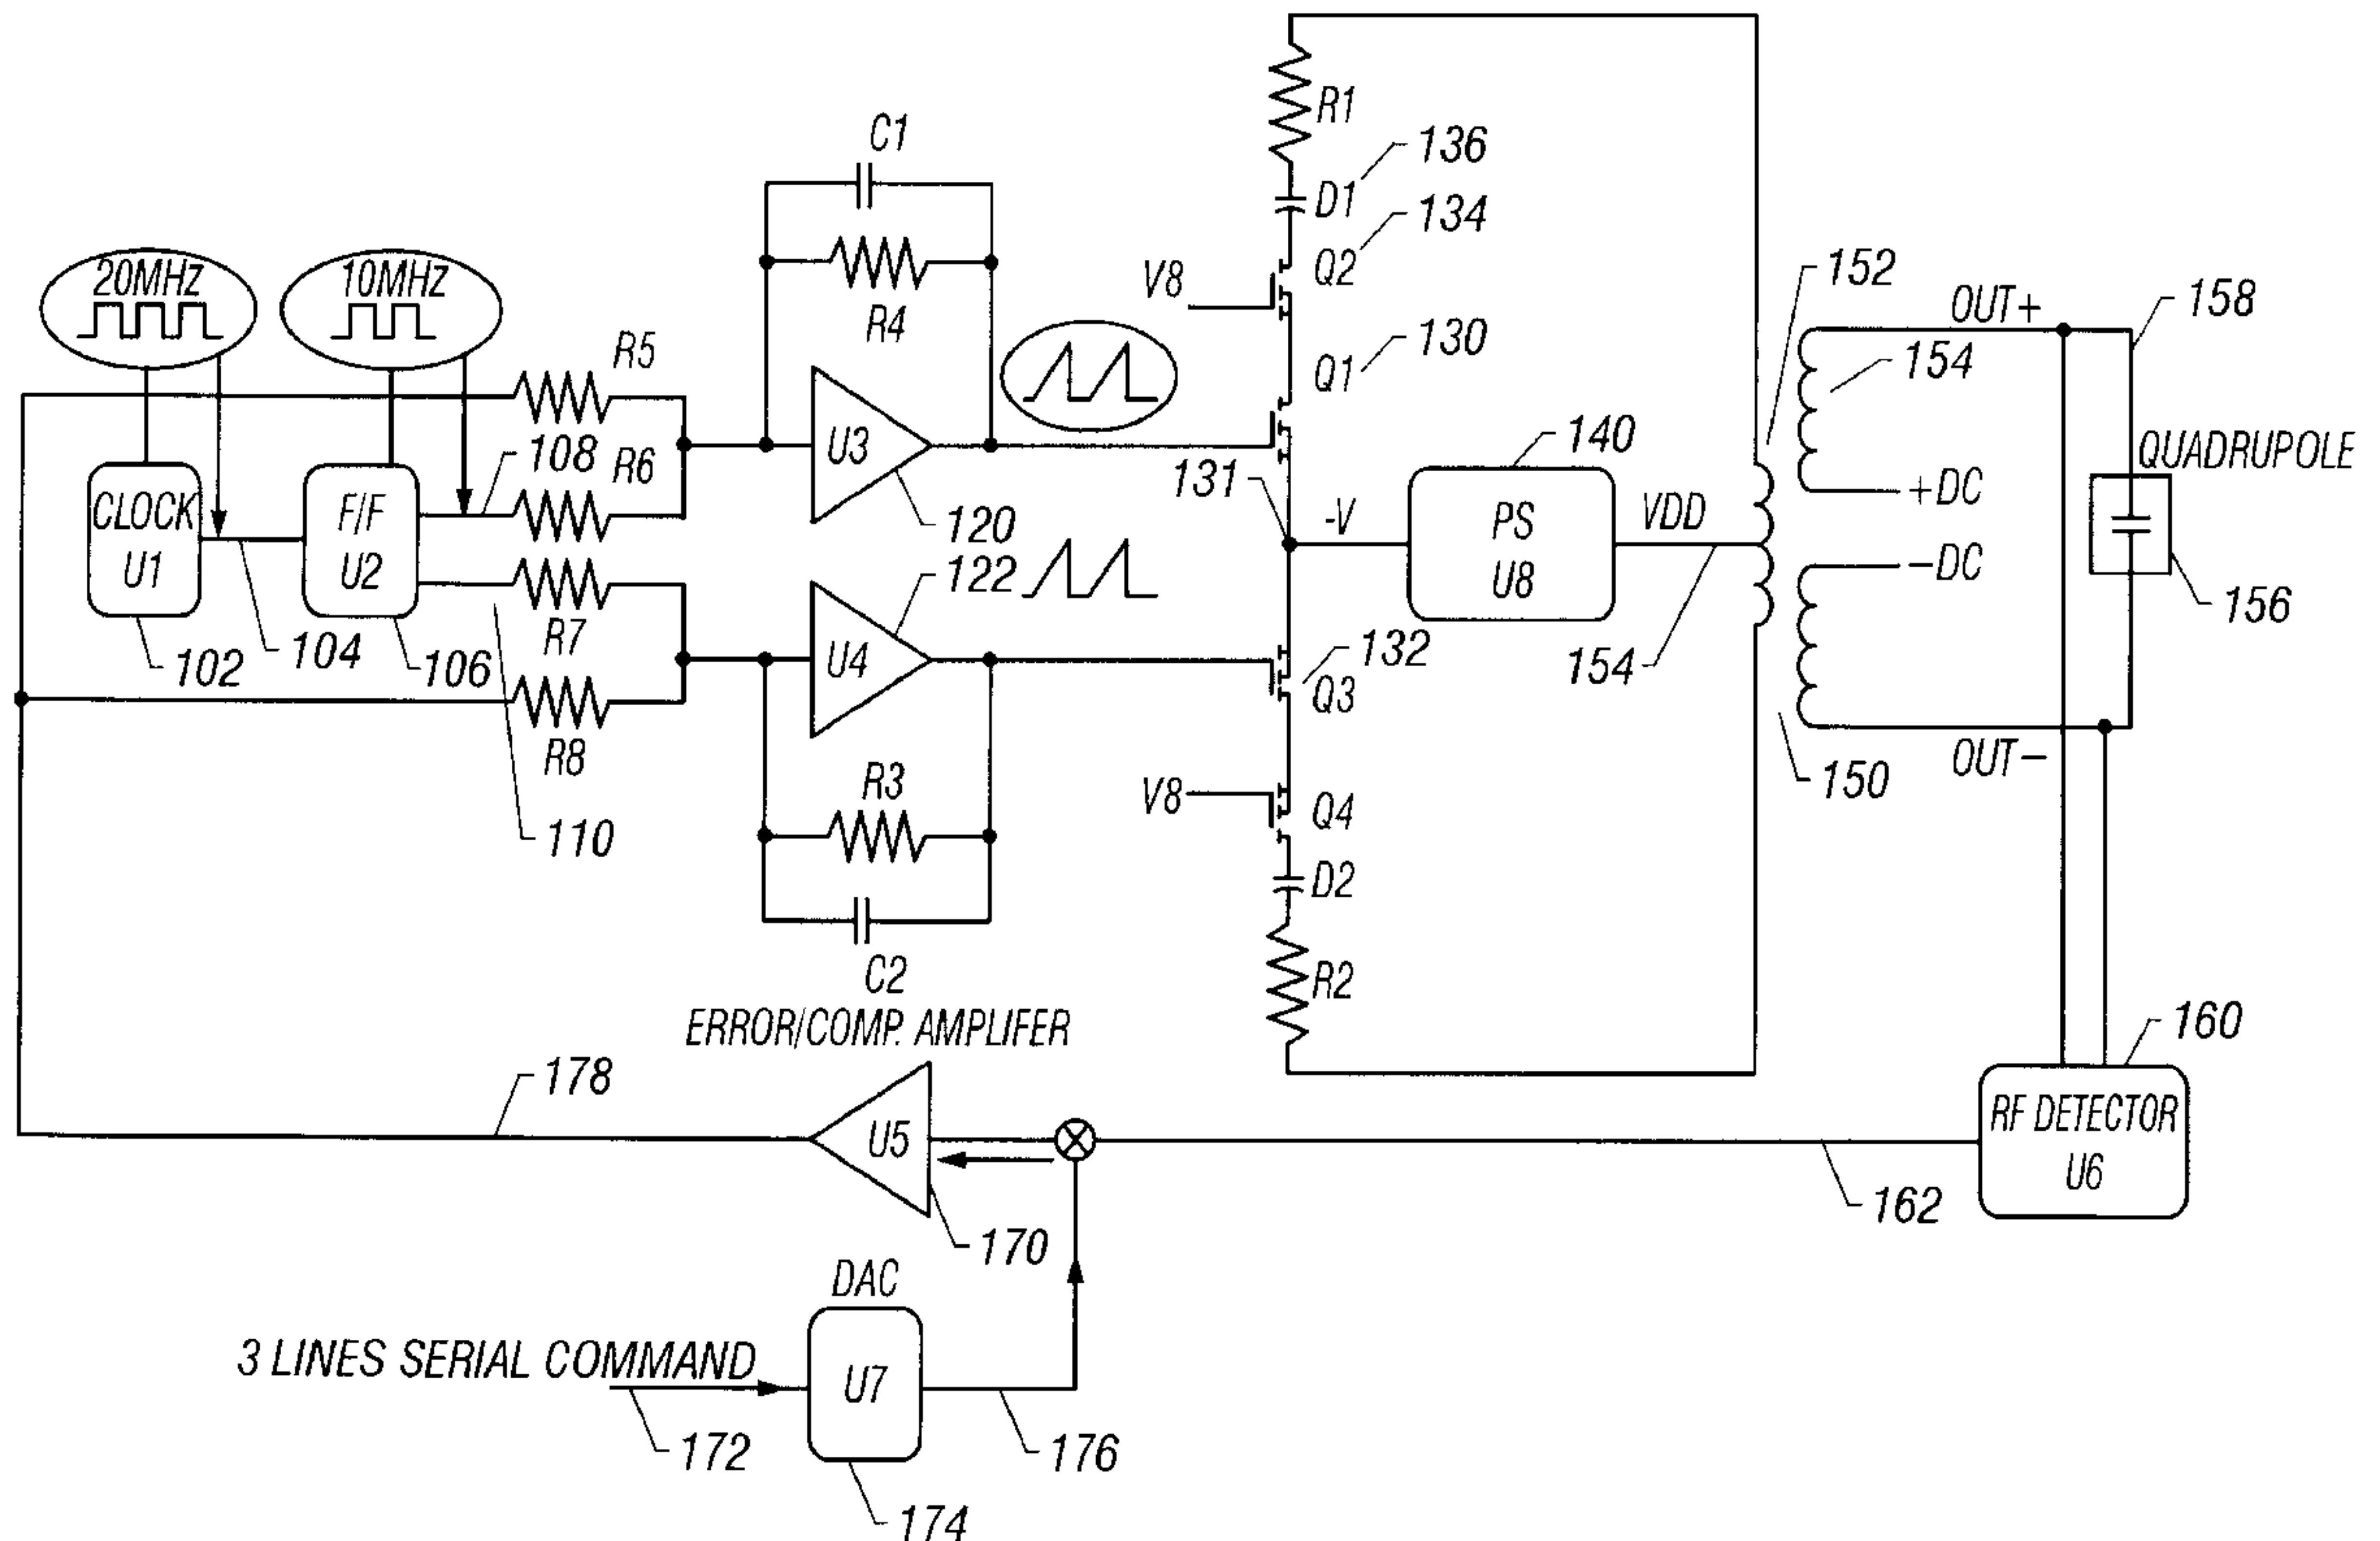 R1
136
C1
D1
134
20MHz
10MHz
V8
Q2
152
R4
OUT+
158
R5
Q1
130
154
108
R6
U3
140
QUADRUPOLE
131
CLOCK
U1
F/F
U2
120
-V
PS
U8
VDD
+DC
122
−DC
R7
156
102
104
106
U4
132
154
Q3
R8
R3
V8
Q4
OUT−
150
110
D2
C2
R2
ERROR/COMP. AMPLIFER
160
178
U5
RF DETECTOR
U6
170
162
DAC
3 LINES SERIAL COMMAND
U7
172
176
174